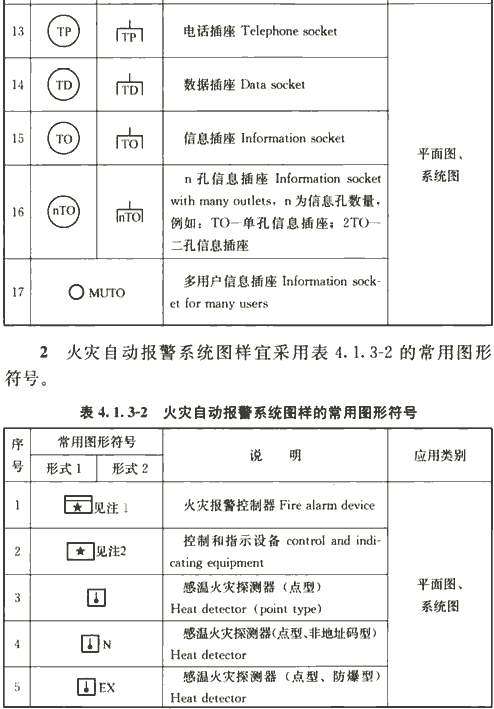 13 TP TP 电话插座 Telephone socket
14 TD TD 数据插座 Data socket
15 TO TO 信息插座 Information socket
平面图、
系统图
16 nTO nTO n 孔信息插座 Information socket
with many outlets，n 为信息孔数量，
例如：TO—单孔信息插座；2TO—
二孔信息插座
17 MUTO 多用户信息插座 Information sock-
et for many users
2 火灾自动报警系统图样宜采用表 4.1.3-2 的常用图形
符号。
表 4.1.3-2 火灾自动报警系统图样的常用图形符号
序号 常用图形符号 说 明 应用类别
形式 1 形式 2
1 见注 1 火灾报警控制器 Fire alarm device
2 见注2 控制和指示设备 control and indi-
cating equipment
3 感温火灾探测器（点型）
Heat detector（point type）
平面图、
系统图
4 N 感温火灾探测器(点型、非地址码型)
Heat detector
5 EX 感温火灾探测器（点型、防爆型）
Heat detector